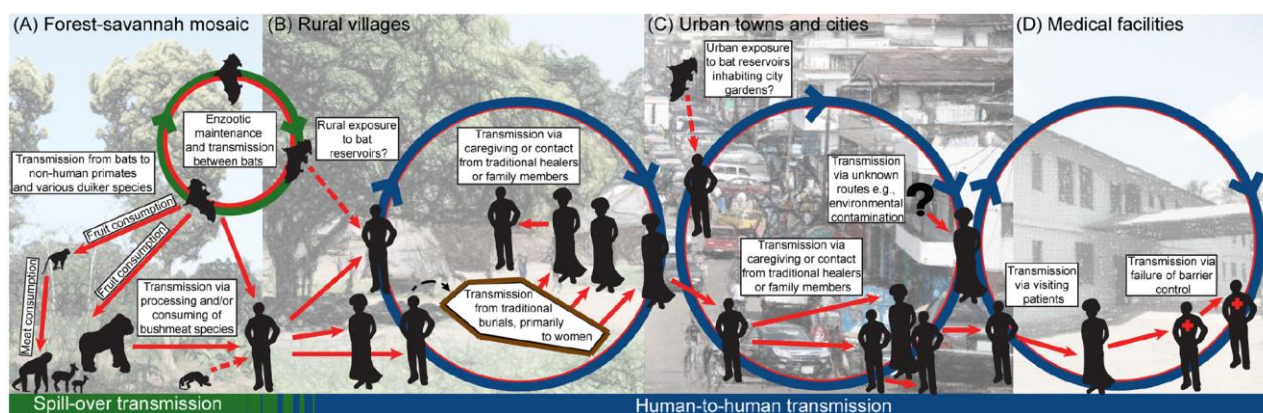 (A) Forest-savannah mosaic
Enzootic
maintenance
and transmission
between bats
Transmission from bats to
non-human primates
and various duiker species
Fruit consumption
Fruit consumption
Meat consumption
Transmission via
processing and/or
consuming of
bushmeat species
Spill-over transmission
(B) Rural villages
Rural exposure
to bat
reservoirs?
Transmission via
caregiving or contact
from traditional healers
or family members
Transmission
from traditional
burials, primarily
to women
(C) Urban towns and cities
Urban exposure
to bat reservoirs
inhabiting city
gardens?
Transmission
via unknown
routes e.g.,
environmental
contamination
?
Transmission via
caregiving or contact
from traditional healers
or family members
(D) Medical facilities
Transmission
via visiting
patients
Transmission via
failure of barrier
control
Human-to-human transmission